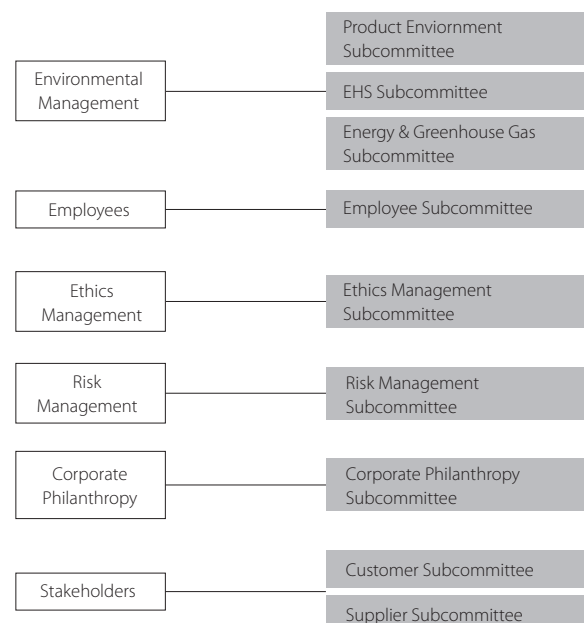 Product Enviornment
Subcommittee
Environmental
Management
EHS Subcommittee
Energy & Greenhouse Gas
Subcommittee
Employees
Employee Subcommittee
Ethics
Management
Ethics Management
Subcommittee
Risk
Management
Risk Management
Subcommittee
Corporate
Philanthropy
Corporate Philanthropy
Subcommittee
Stakeholders
Customer Subcommittee
Supplier Subcommittee